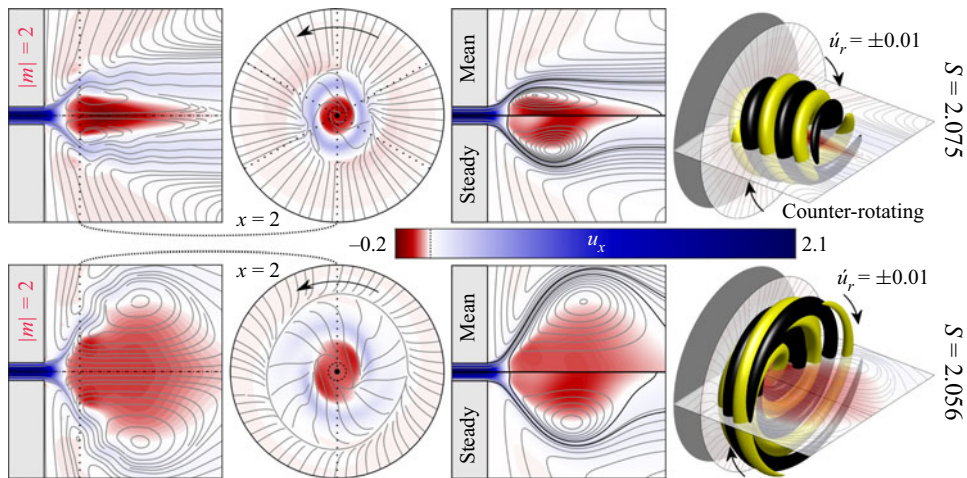 |m| = 2
Mean
Steady
ú_r = ±0.01
S = 2.075
x = 2
Counter-rotating
−0.2
u_x
2.1
x = 2
|m| = 2
Mean
Steady
ú_r = ±0.01
S = 2.056